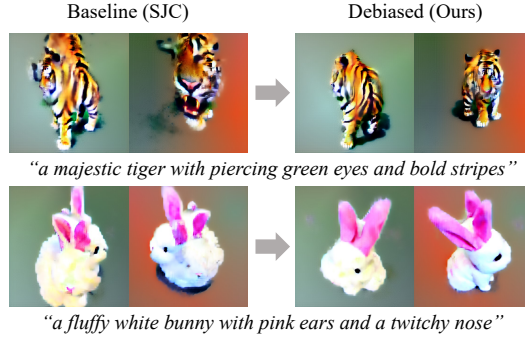 Baseline (SJC) Debiased (Ours)
“a majestic tiger with piercing green eyes and bold stripes”
“a fluffy white bunny with pink ears and a twitchy nose”